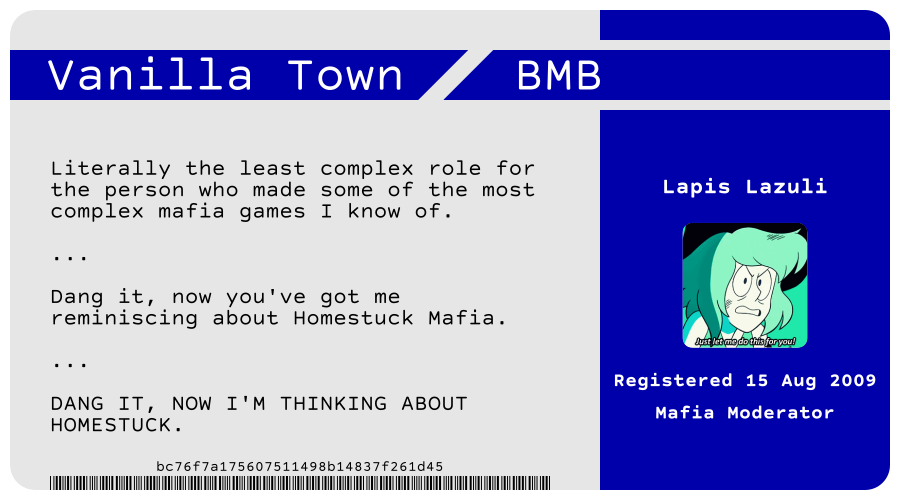 Vanilla Town
BMB
Literally the least complex role for
the person who made some of the most
complex mafia games I know of.
...
Dang it, now you've got me
reminiscing about Homestuck Mafia.
...
DANG IT, NOW I'M THINKING ABOUT
HOMESTUCK.
bc76f7a175607511498b14837f261d45
Lapis Lazuli
Just let me do this for you!
Registered 15 Aug 2009
Mafia Moderator